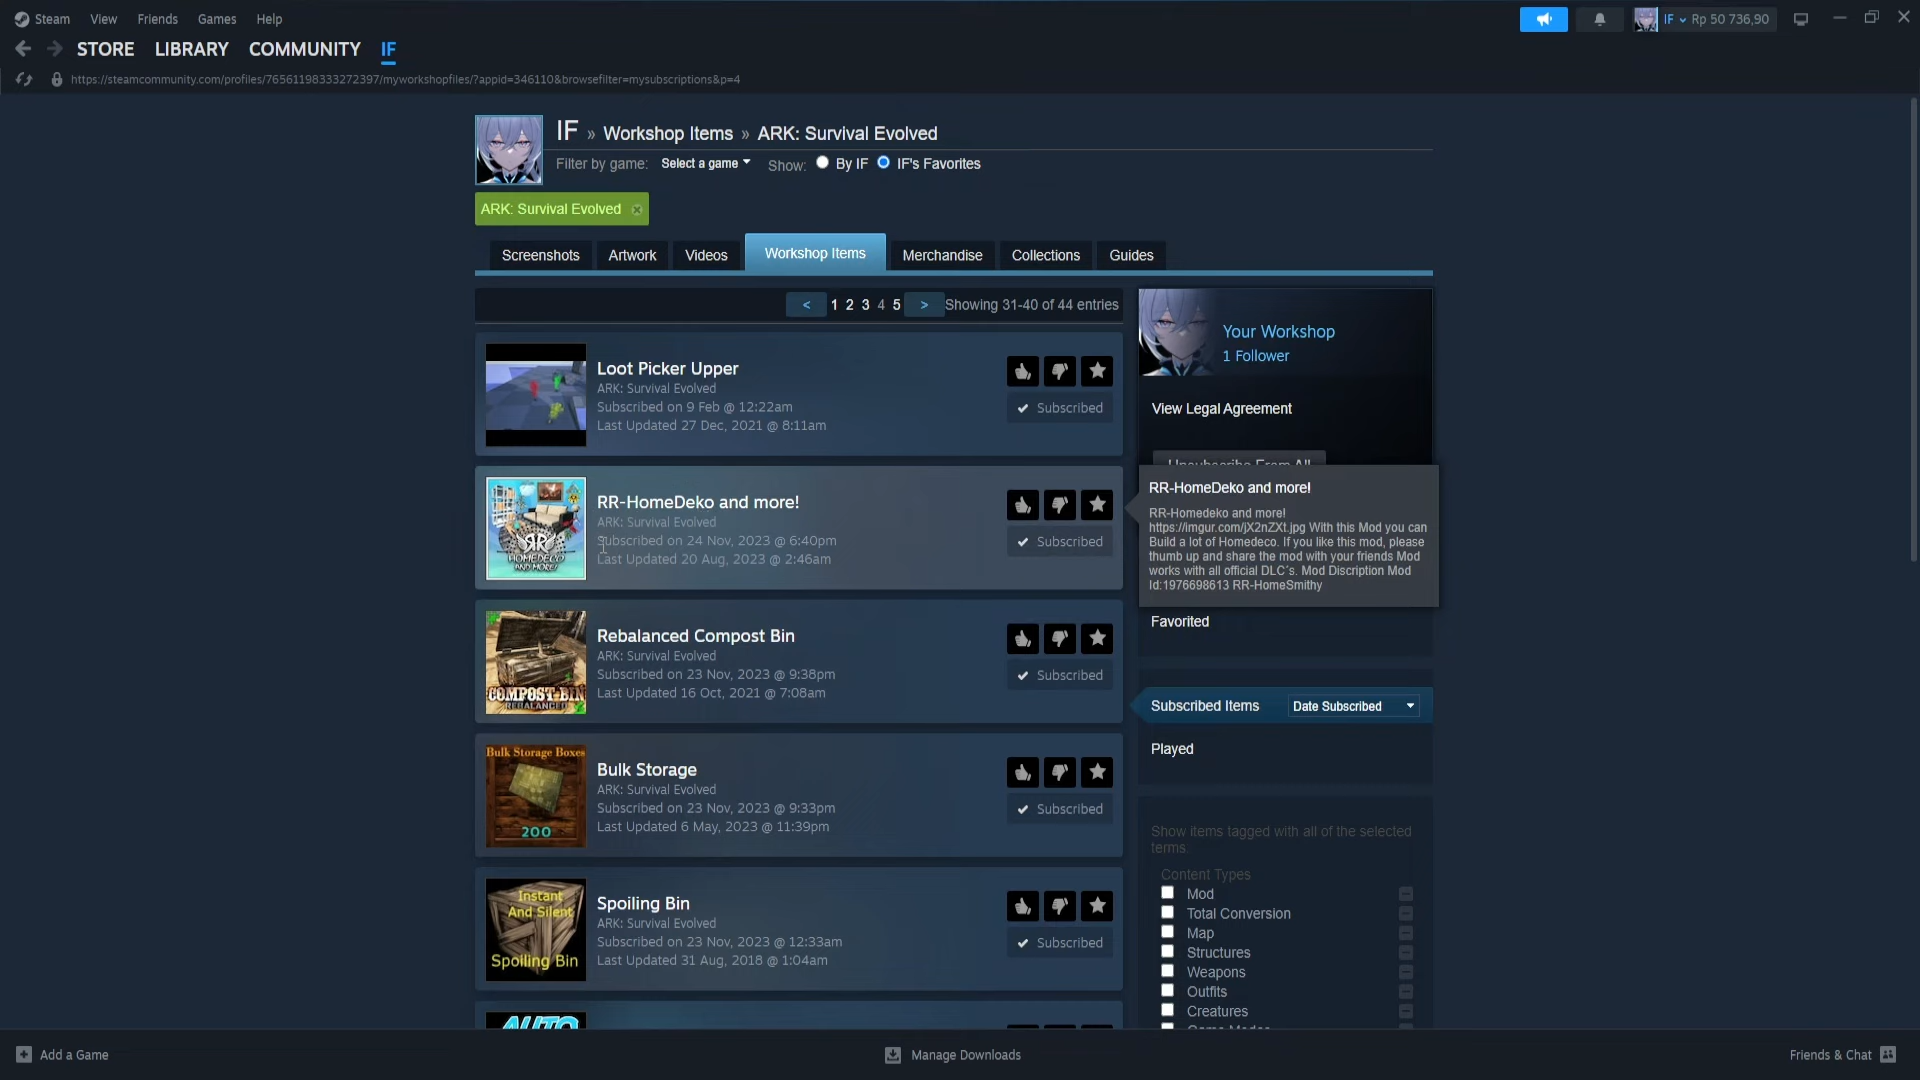 Steam View Friends Games Help
IF Rp 50 736,90
STORE LIBRARY COMMUNITY IF
https://steamcommunity.com/profiles/76561198333272397/myworkshopfiles/?appid=346110&browsefilter=mysubscriptions&p=4
IF » Workshop Items » ARK: Survival Evolved
Filter by game: Select a game Show: By IF IF's Favorites
ARK: Survival Evolved
Screenshots Artwork Videos Workshop Items Merchandise Collections Guides
< 1 2 3 4 5 > Showing 31-40 of 44 entries
Loot Picker Upper
ARK: Survival Evolved
Subscribed on 9 Feb @ 12:22am
Last Updated 27 Dec, 2021 @ 8:11am
Subscribed
RR-HomeDeko and more!
ARK: Survival Evolved
Subscribed on 24 Nov, 2023 @ 6:40pm
Last Updated 20 Aug, 2023 @ 2:46am
Subscribed
RR
HOMEDECO
AND MORE!
Rebalanced Compost Bin
ARK: Survival Evolved
Subscribed on 23 Nov, 2023 @ 9:38pm
Last Updated 16 Oct, 2021 @ 7:08am
Subscribed
COMPOST-BIN
REBALANCED
Bulk Storage Boxes
200
Bulk Storage
ARK: Survival Evolved
Subscribed on 23 Nov, 2023 @ 9:33pm
Last Updated 6 May, 2023 @ 11:39pm
Subscribed
Instant
And Silent
Spoiling Bin
Spoiling Bin
ARK: Survival Evolved
Subscribed on 23 Nov, 2023 @ 12:33am
Last Updated 31 Aug, 2018 @ 1:04am
Subscribed
AUTO
Your Workshop
1 Follower
View Legal Agreement
Unsubscribe From All
RR-HomeDeko and more!
RR-Homedeko and more!
https://imgur.com/jX2nZXt.jpg With this Mod you can
Build a lot of Homedeco. If you like this mod, please
thumb up and share the mod with your friends Mod
works with all official DLC´s. Mod Discription Mod
Id:1976698613 RR-HomeSmithy
Favorited
Subscribed Items Date Subscribed
Played
Show items tagged with all of the selected
terms.
Content Types
Mod
Total Conversion
Map
Structures
Weapons
Outfits
Creatures
Game Modes
Add a Game Manage Downloads Friends & Chat